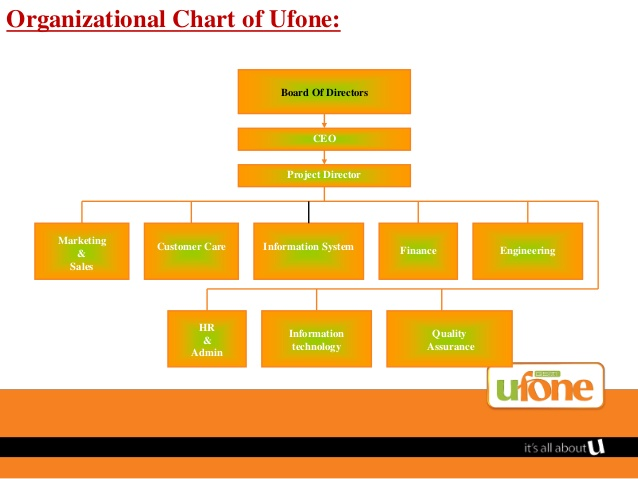 Organizational Chart of Ufone:
Board Of Directors
CEO
Project Director
Marketing
&
Sales
Customer Care
Information System
Finance
Engineering
HR
&
Admin
Information
technology
Quality
Assurance
ufone
it's all about U